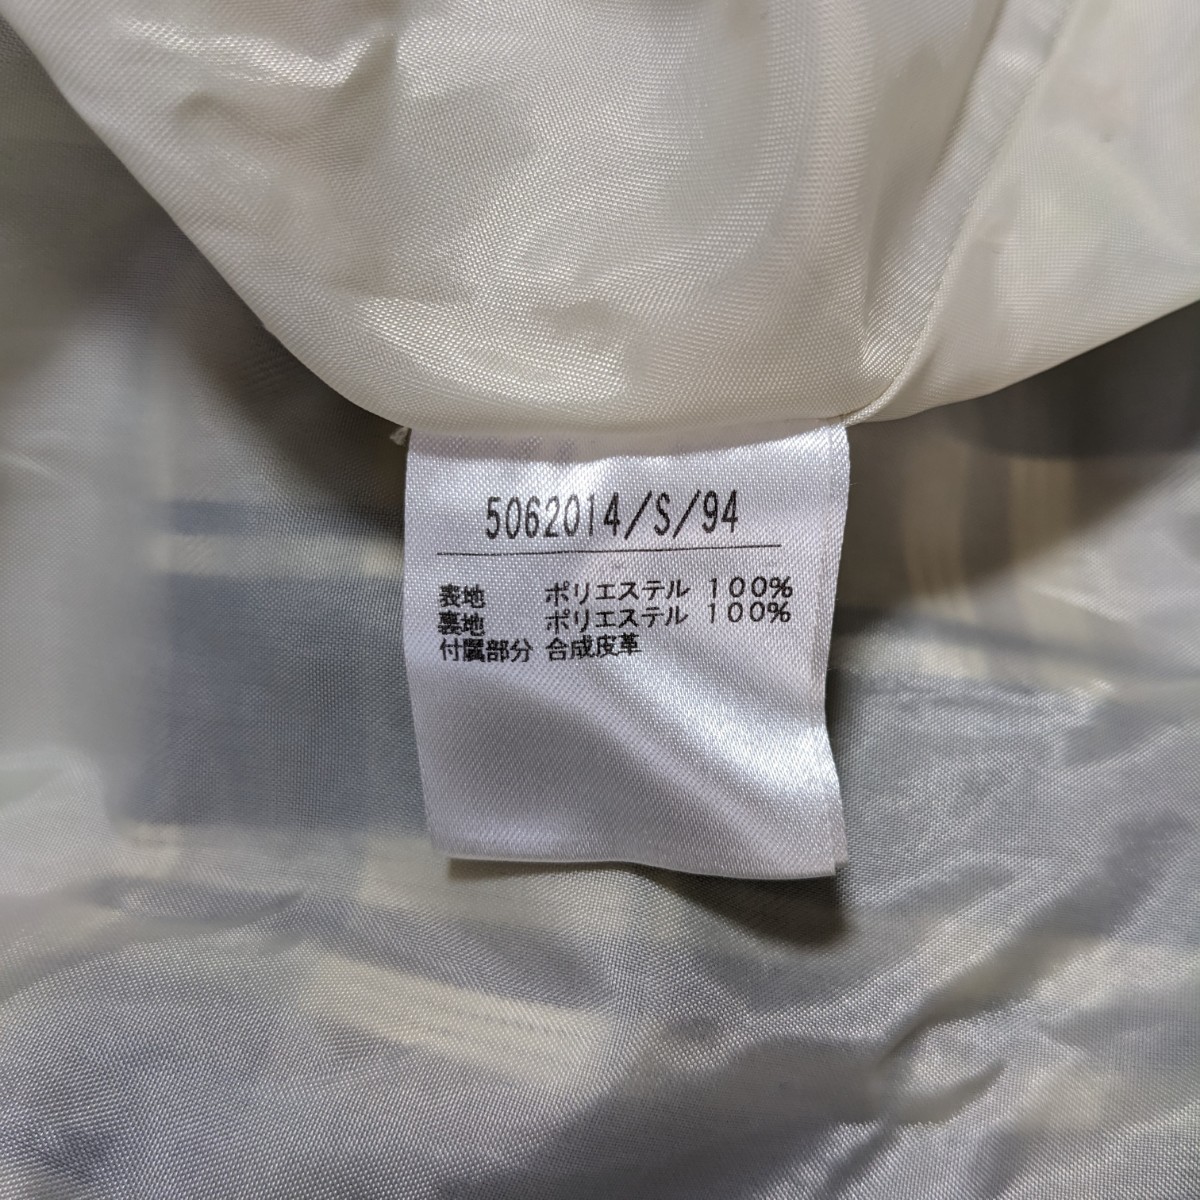 5062014/S/94
表地 ポリエステル 100%
裏地 ポリエステル 100%
付属部分 合成皮革